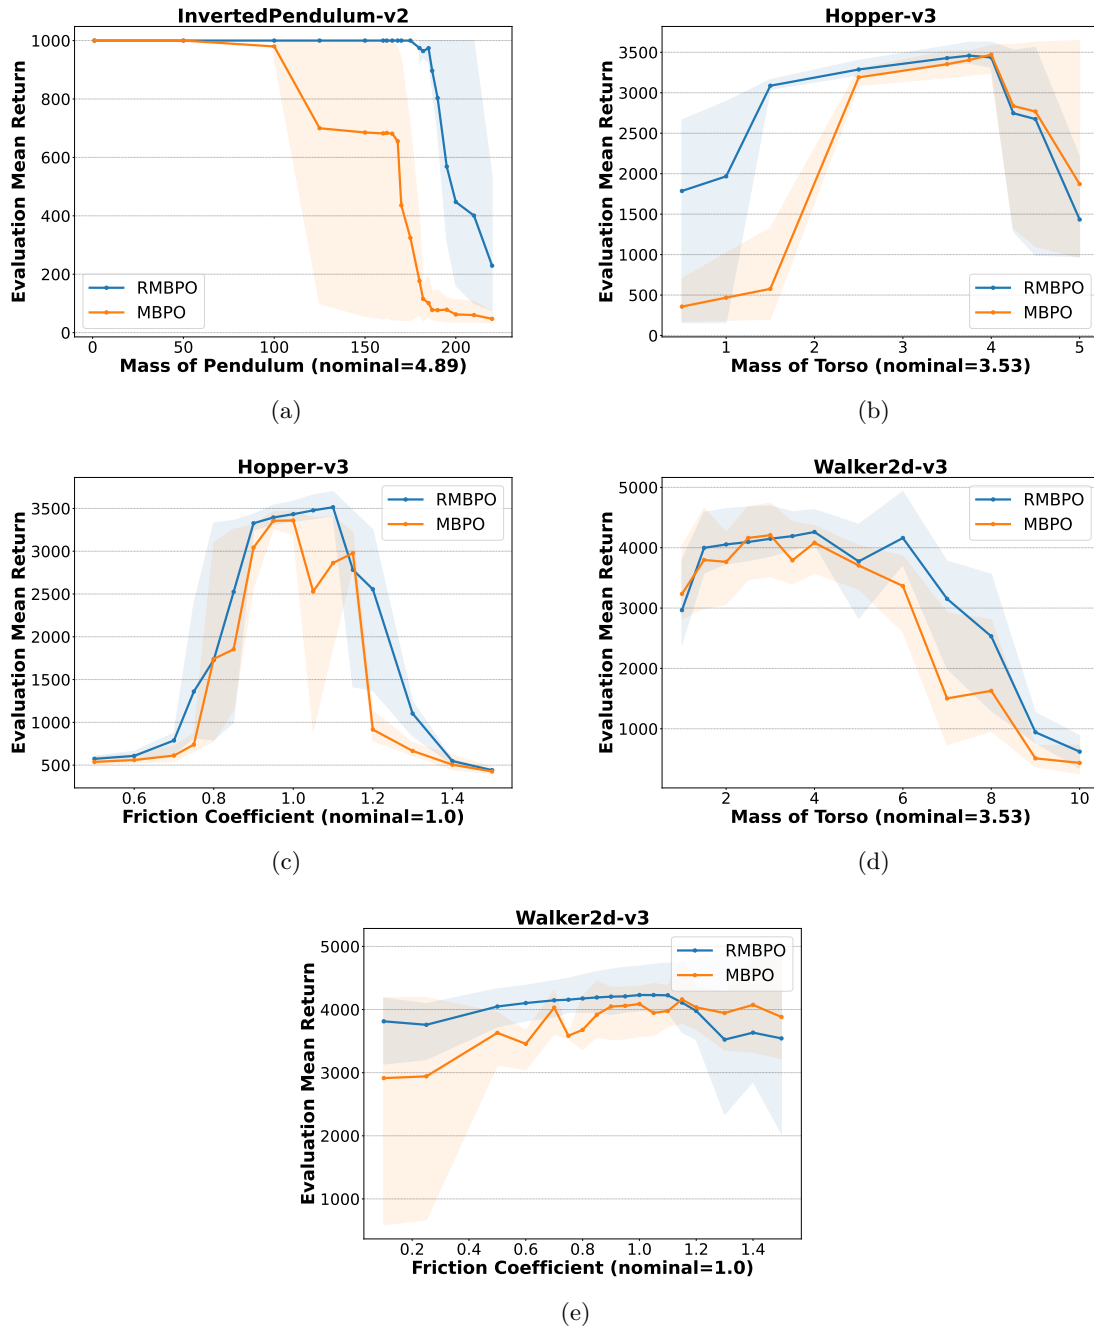 InvertedPendulum-v2
Evaluation Mean Return
1000
800
600
400
200
0
RMBPO
MBPO
0 50 100 150 200
Mass of Pendulum (nominal=4.89)
(a)
Hopper-v3
Evaluation Mean Return
3500
3000
2500
2000
1500
1000
500
0
RMBPO
MBPO
1 2 3 4 5
Mass of Torso (nominal=3.53)
(b)
Hopper-v3
Evaluation Mean Return
3500
3000
2500
2000
1500
1000
500
RMBPO
MBPO
0.6 0.8 1.0 1.2 1.4
Friction Coefficient (nominal=1.0)
(c)
Walker2d-v3
Evaluation Mean Return
5000
4000
3000
2000
1000
RMBPO
MBPO
2 4 6 8 10
Mass of Torso (nominal=3.53)
(d)
Walker2d-v3
Evaluation Mean Return
5000
4000
3000
2000
1000
RMBPO
MBPO
0.2 0.4 0.6 0.8 1.0 1.2 1.4
Friction Coefficient (nominal=1.0)
(e)